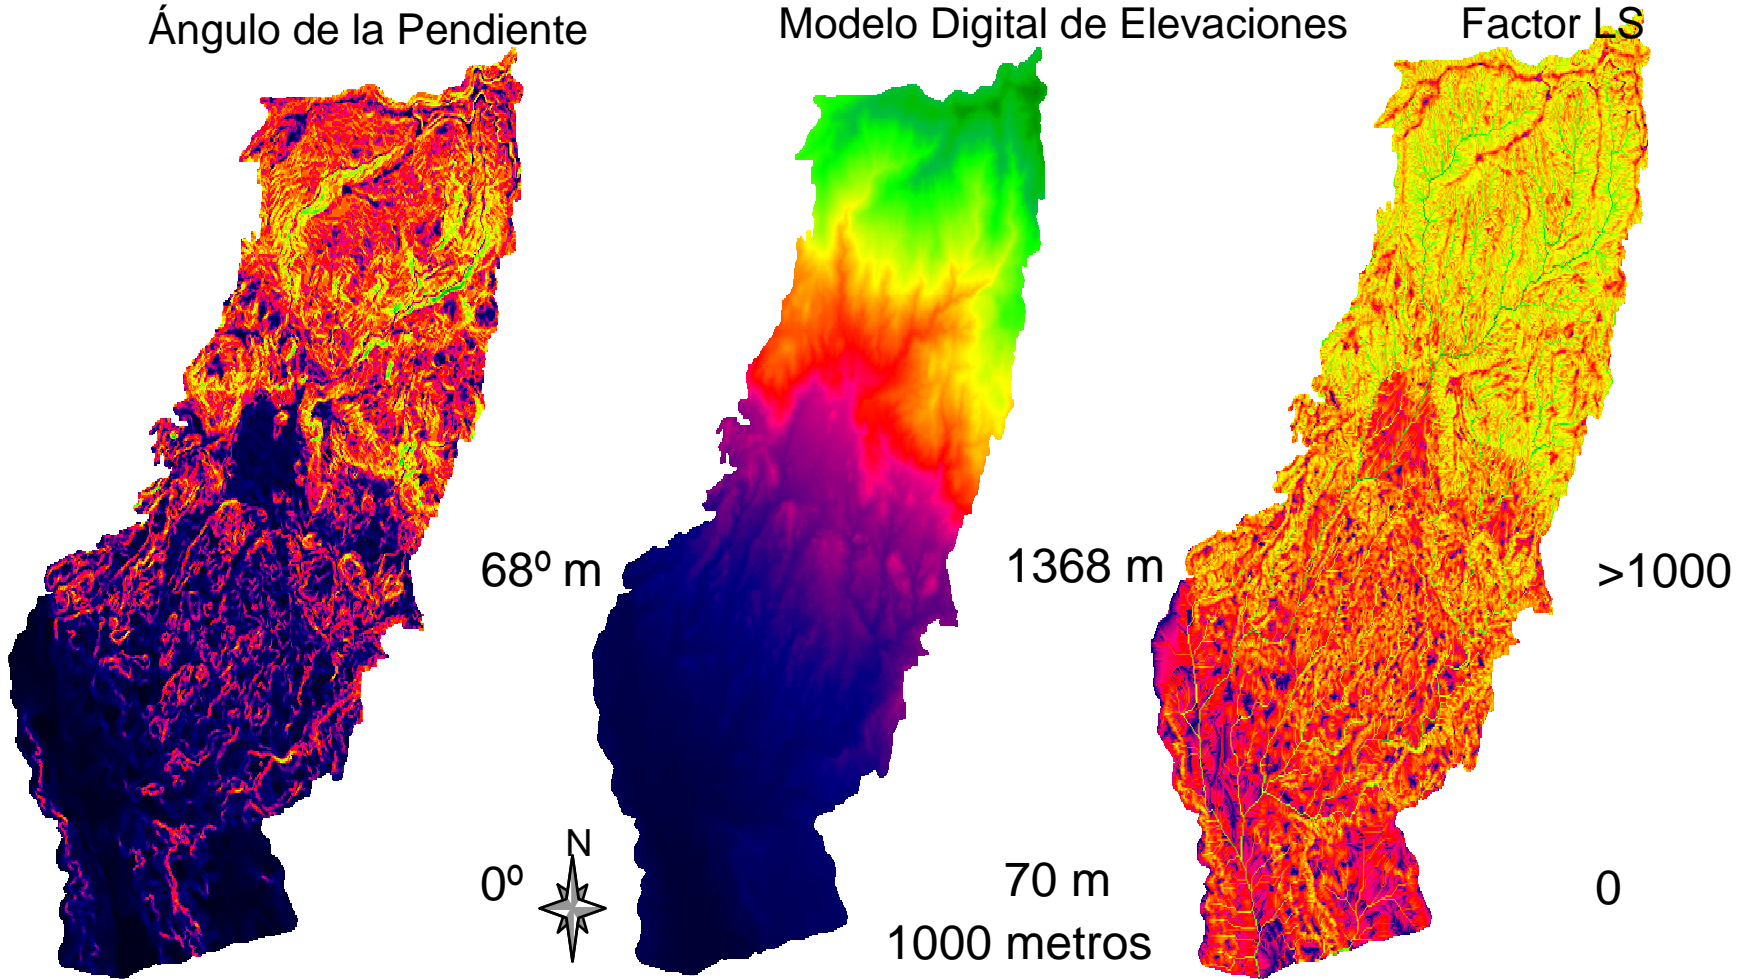 Ángulo de la Pendiente
Modelo Digital de Elevaciones
Factor LS
68º m
1368 m
>1000
N
0º
70 m
0
1000 metros